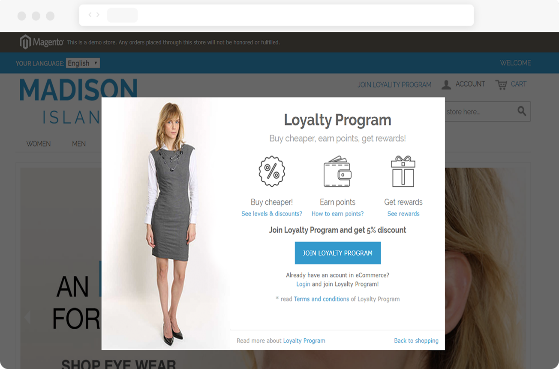 Magento This is a demo store. Any orders placed through this store will not be honored or fulfilled.
YOUR LANGUAGE: English WELCOME
MADISON
ISLAN
JOIN LOYALTY PROGRAM ACCOUNT CART
store here...
WOMEN MEN
Loyalty Program
Buy cheaper, earn points, get rewards!
Buy cheaper! Earn points Get rewards
See levels & discounts? How to earn points? See rewards
Join Loyalty Program and get 5% discount
JOIN LOYALTY PROGRAM
Already have an acount in eCommerce?
Login and join Loyalty Program!
* read Terms and conditions of Loyalty Program
Read more about Loyalty Program Back to shopping
AN
FOR
SHOP EYE WEAR